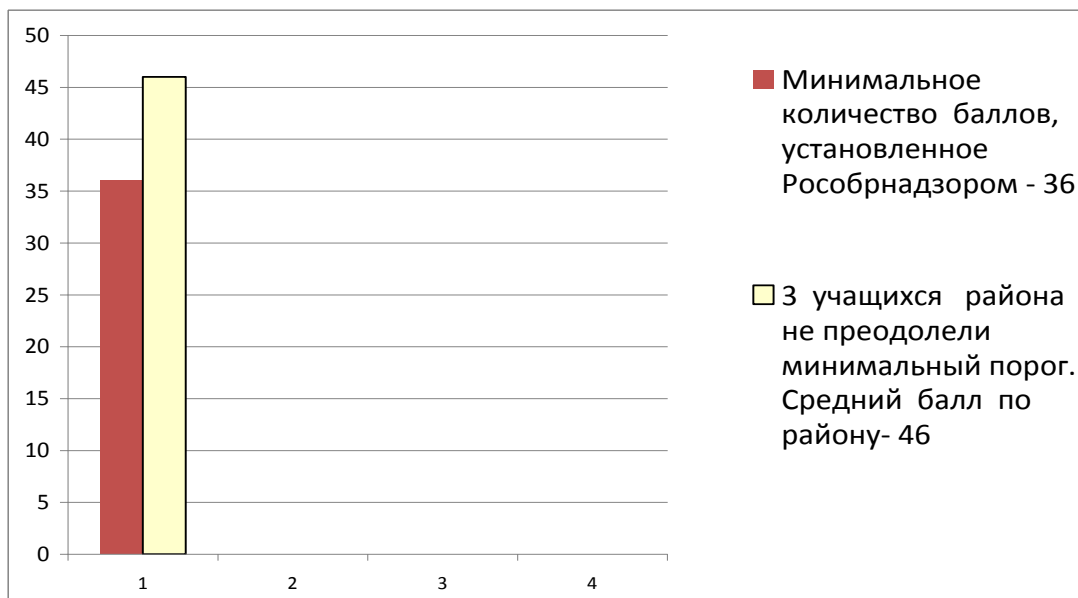 50
45
40
35
30
25
20
15
10
5
0
1 2 3 4
Минимальное
количество баллов,
установленное
Рособрнадзором - 36
3 учащихся района
не преодолели
минимальный порог.
Средний балл по
району- 46